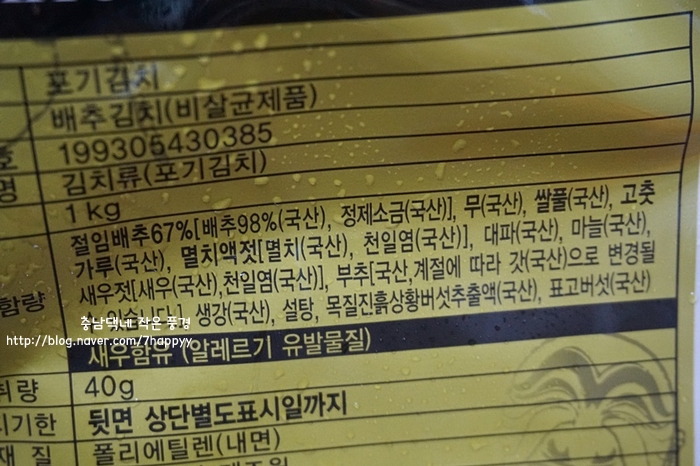 포기김치
배추김치(비살균제품)
호 199305430385
명 김치류(포기김치)
1kg
절임배추67%[배추98%(국산), 정제소금(국산)], 무(국산), 쌀풀(국산), 고춧
가루(국산), 멸치액젓[멸치(국산), 천일염(국산)], 대파(국산), 마늘(국산),
함량 새우젓[새우(국산),천일염(국산)], 부추[국산,계절에 따라 갓(국산)으로 변경될
생강(국산), 설탕, 목질진흙상황버섯추출액(국산), 표고버섯(국산)
충남댁네 작은 풍경
http://blog.naver.com/7happyy
새우함유 (알레르기 유발물질)
취량 40g
기한 뒷면 상단별도표시일까지
재 질 폴리에틸렌(내면)